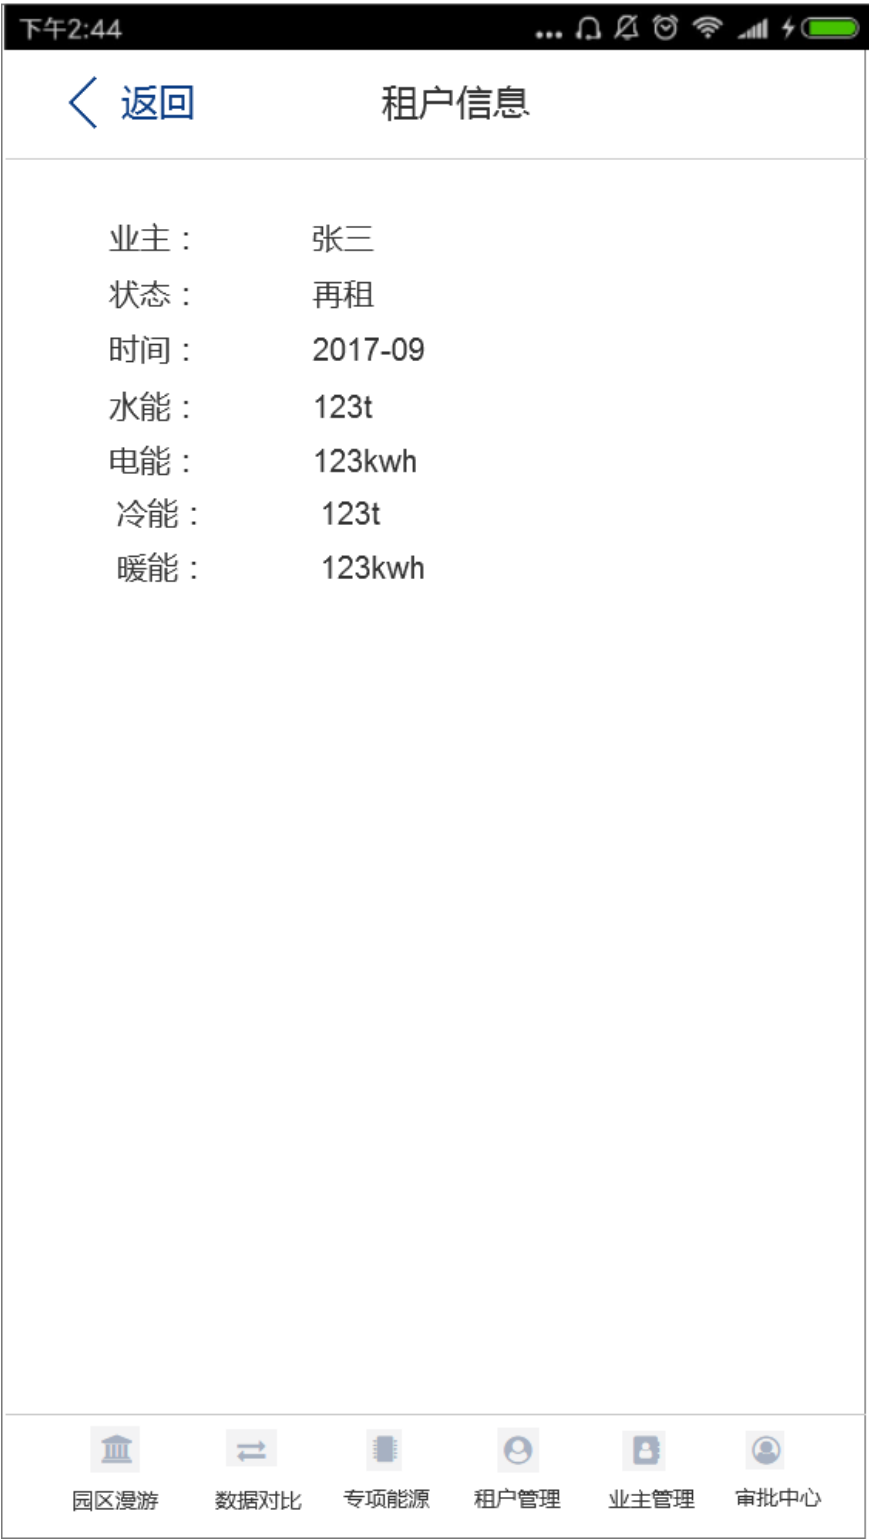 下午2:44
返回 租户信息
业主： 张三
状态： 再租
时间： 2017-09
水能： 123t
电能： 123kwh
冷能： 123t
暖能： 123kwh
园区漫游 数据对比 专项能源 租户管理 业主管理 审批中心